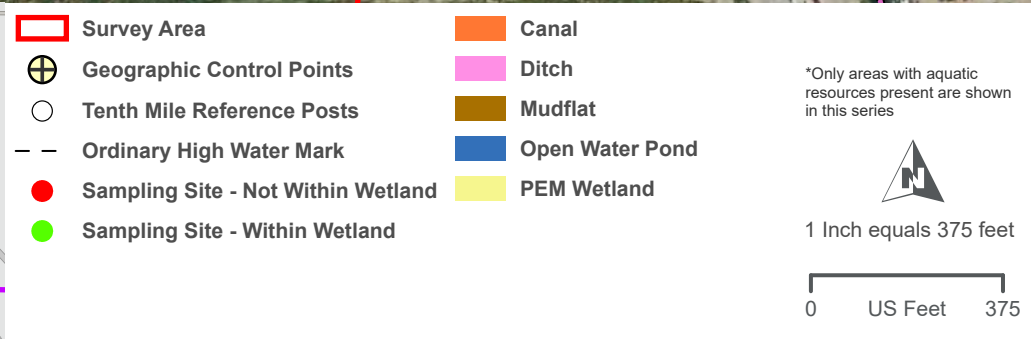 Survey Area
Geographic Control Points
Tenth Mile Reference Posts
Ordinary High Water Mark
Sampling Site - Not Within Wetland
Sampling Site - Within Wetland
Canal
Ditch
Mudflat
Open Water Pond
PEM Wetland
*Only areas with aquatic
resources present are shown
in this series
N
1 Inch equals 375 feet
0 US Feet 375